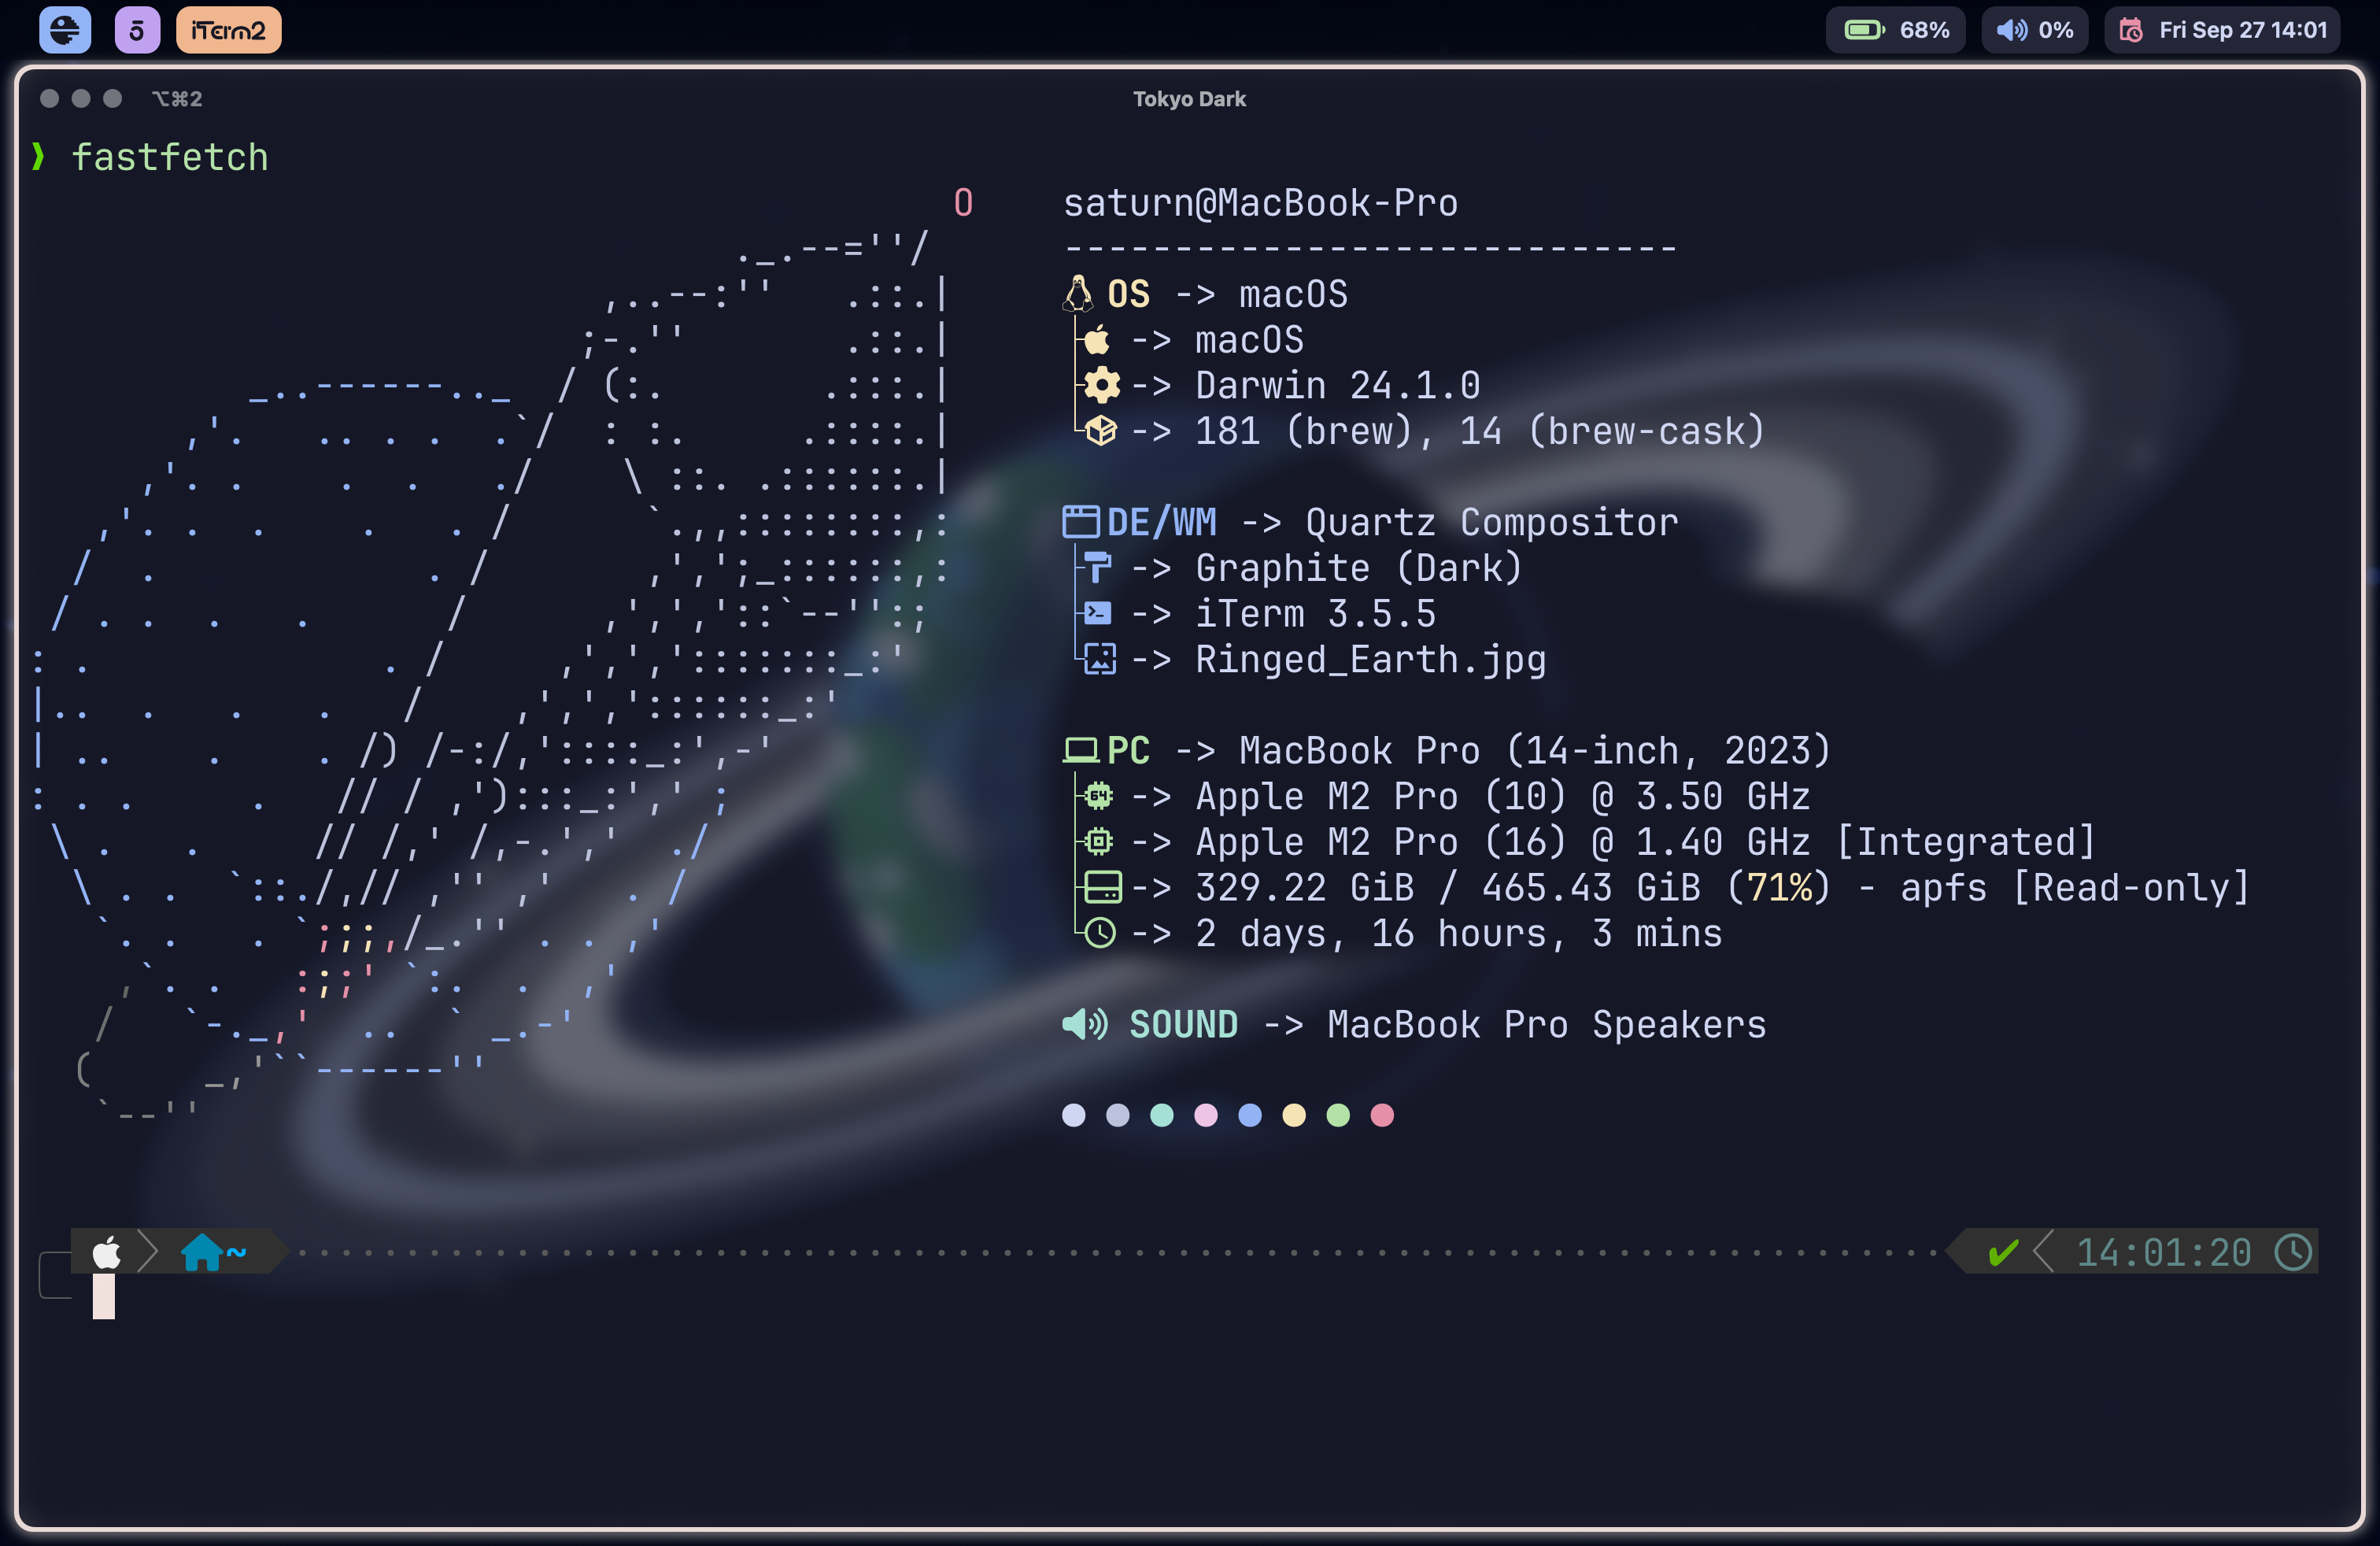 5
iTerm2
68%
0%
Fri Sep 27 14:01
⌥⌘2
Tokyo Dark
❯ fastfetch
saturn@MacBook-Pro
----------------------------
OS -> macOS
-> macOS
-> Darwin 24.1.0
-> 181 (brew), 14 (brew-cask)
DE/WM -> Quartz Compositor
-> Graphite (Dark)
-> iTerm 3.5.5
-> Ringed_Earth.jpg
PC -> MacBook Pro (14-inch, 2023)
-> Apple M2 Pro (10) @ 3.50 GHz
-> Apple M2 Pro (16) @ 1.40 GHz [Integrated]
-> 329.22 GiB / 465.43 GiB (71%) - apfs [Read-only]
-> 2 days, 16 hours, 3 mins
SOUND -> MacBook Pro Speakers
~
✔ 14:01:20